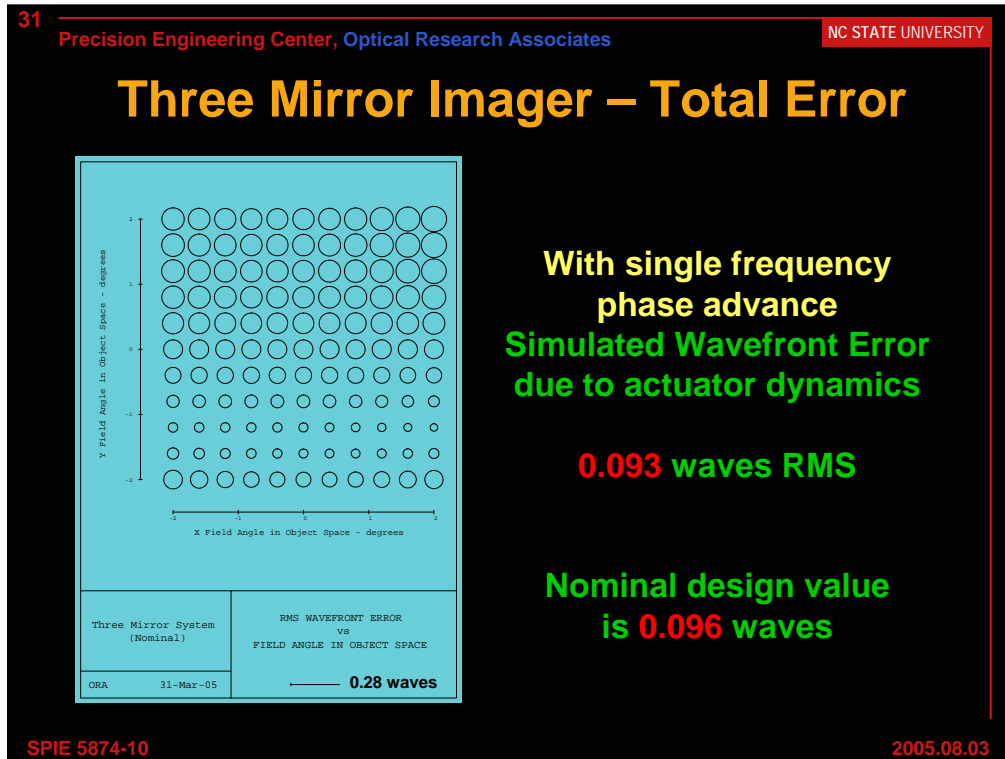 31
Precision Engineering Center, Optical Research Associates
NC STATE UNIVERSITY
Three Mirror Imager – Total Error
2
1
0
-1
-2
Y Field Angle in Object Space - degrees
-2 -1 0 1 2
X Field Angle in Object Space - degrees
Three Mirror System
(Nominal)
RMS WAVEFRONT ERROR
vs
FIELD ANGLE IN OBJECT SPACE
ORA 31-Mar-05
0.28 waves
With single frequency
phase advance
Simulated Wavefront Error
due to actuator dynamics
0.093 waves RMS
Nominal design value
is 0.096 waves
SPIE 5874-10
2005.08.03